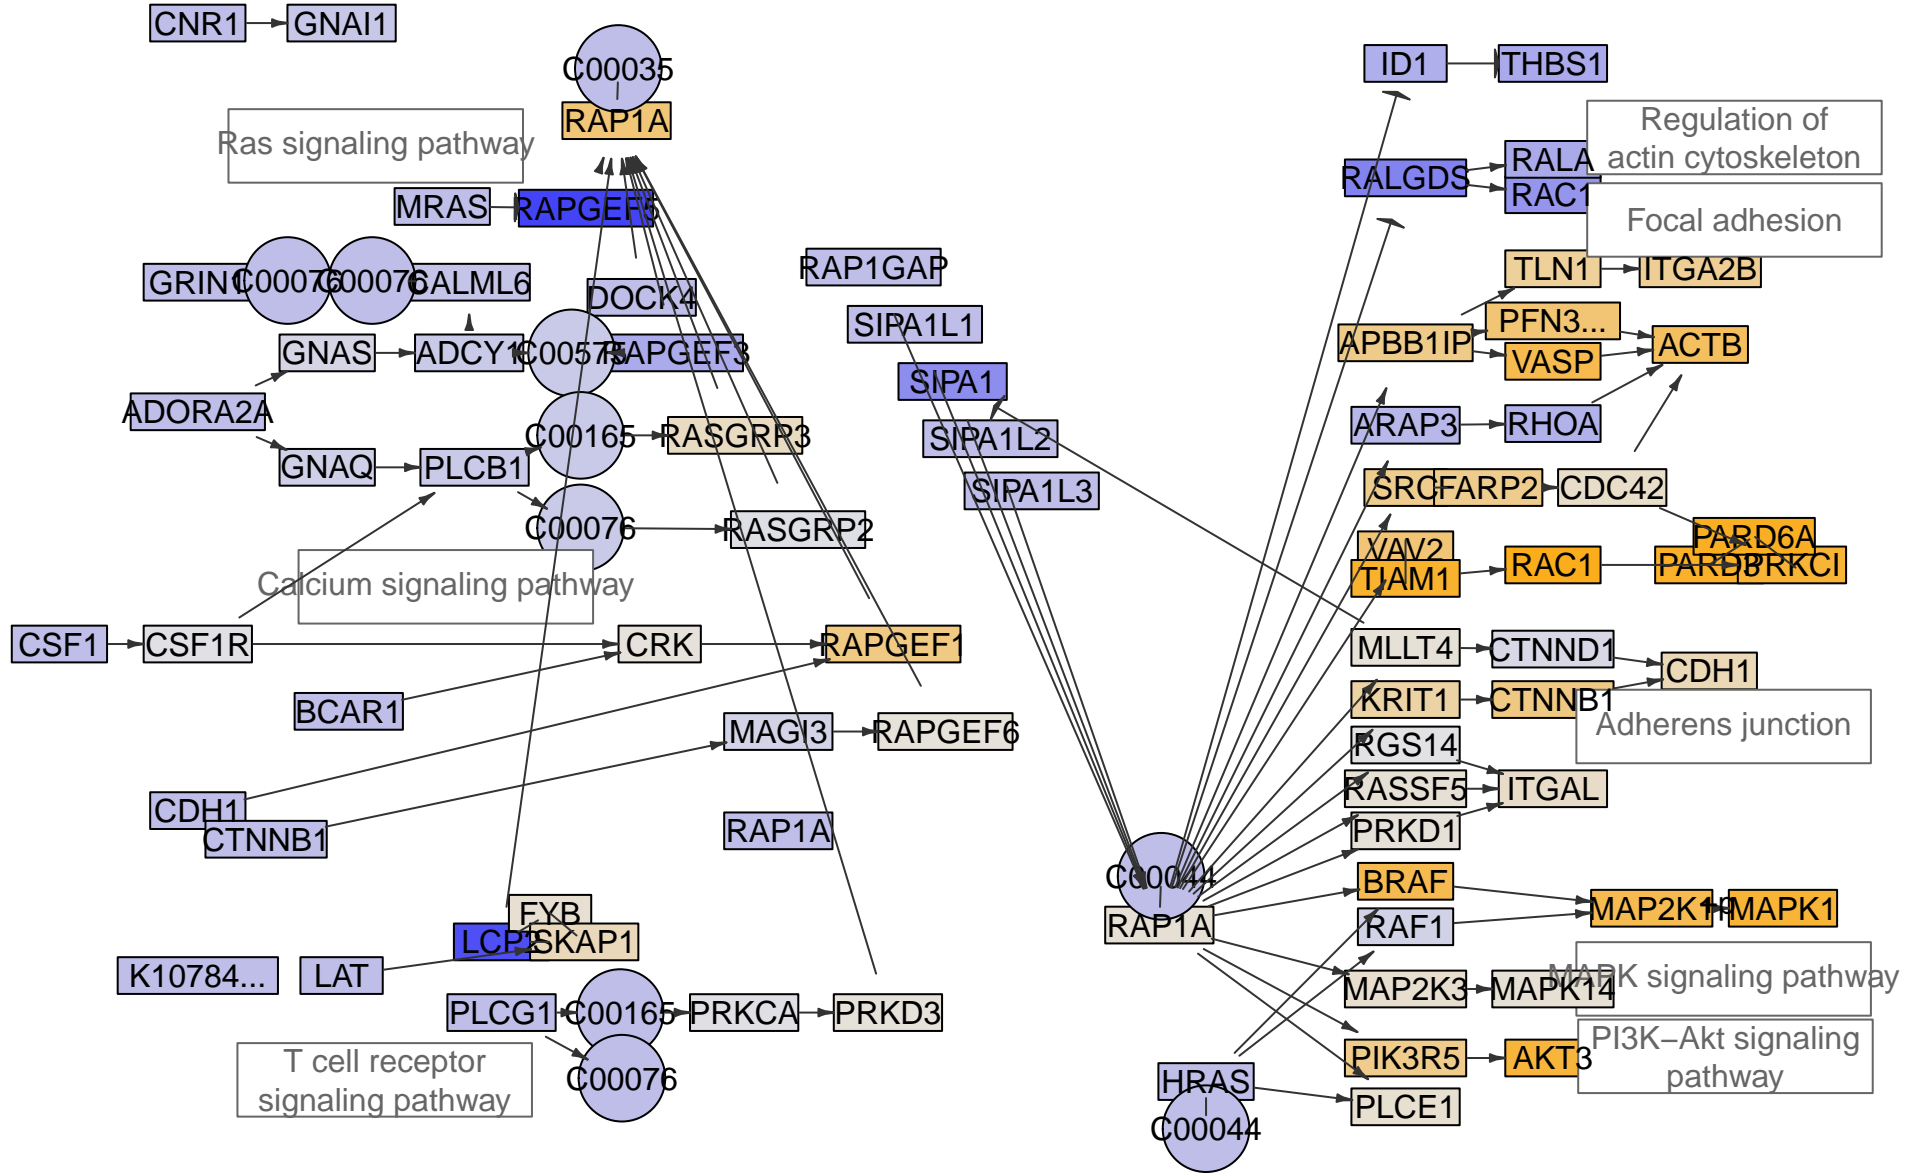 CNR1
GNAI1
C00035
RAP1A
Ras signaling pathway
MRAS
RAPGEF5
GRIN1
C00076
C00076
CALML6
DOCK4
GNAS
ADCY1
C00575
RAPGEF3
ADORA2A
C00165
RASGRP3
GNAQ
PLCB1
C00076
RASGRP2
Calcium signaling pathway
CSF1
CSF1R
CRK
RAPGEF1
BCAR1
MAGI3
RAPGEF6
CDH1
CTNNB1
RAP1A
FYB
LCP2
SKAP1
K10784...
LAT
PLCG1
C00165
PRKCA
PRKD3
C00076
T cell receptor
signaling pathway
RAP1GAP
SIPA1L1
SIPA1
SIPA1L2
SIPA1L3
C00044
RAP1A
HRAS
C00044
ID1
THBS1
Regulation of
actin cytoskeleton
RALGDS
RALA
RAC1
Focal adhesion
TLN1
ITGA2B
APBB1IP
PFN3...
VASP
ACTB
ARAP3
RHOA
SRC
FARP2
CDC42
VAV2
TIAM1
RAC1
PARD6A
PARD3
PRKCI
MLLT4
CTNND1
CDH1
KRIT1
CTNNB1
Adherens junction
RGS14
RASSF5
ITGAL
PRKD1
BRAF
RAF1
MAP2K1
+p
MAPK1
MAP2K3
MAPK14
MAPK signaling pathway
PIK3R5
AKT3
PI3K−Akt signaling
pathway
PLCE1